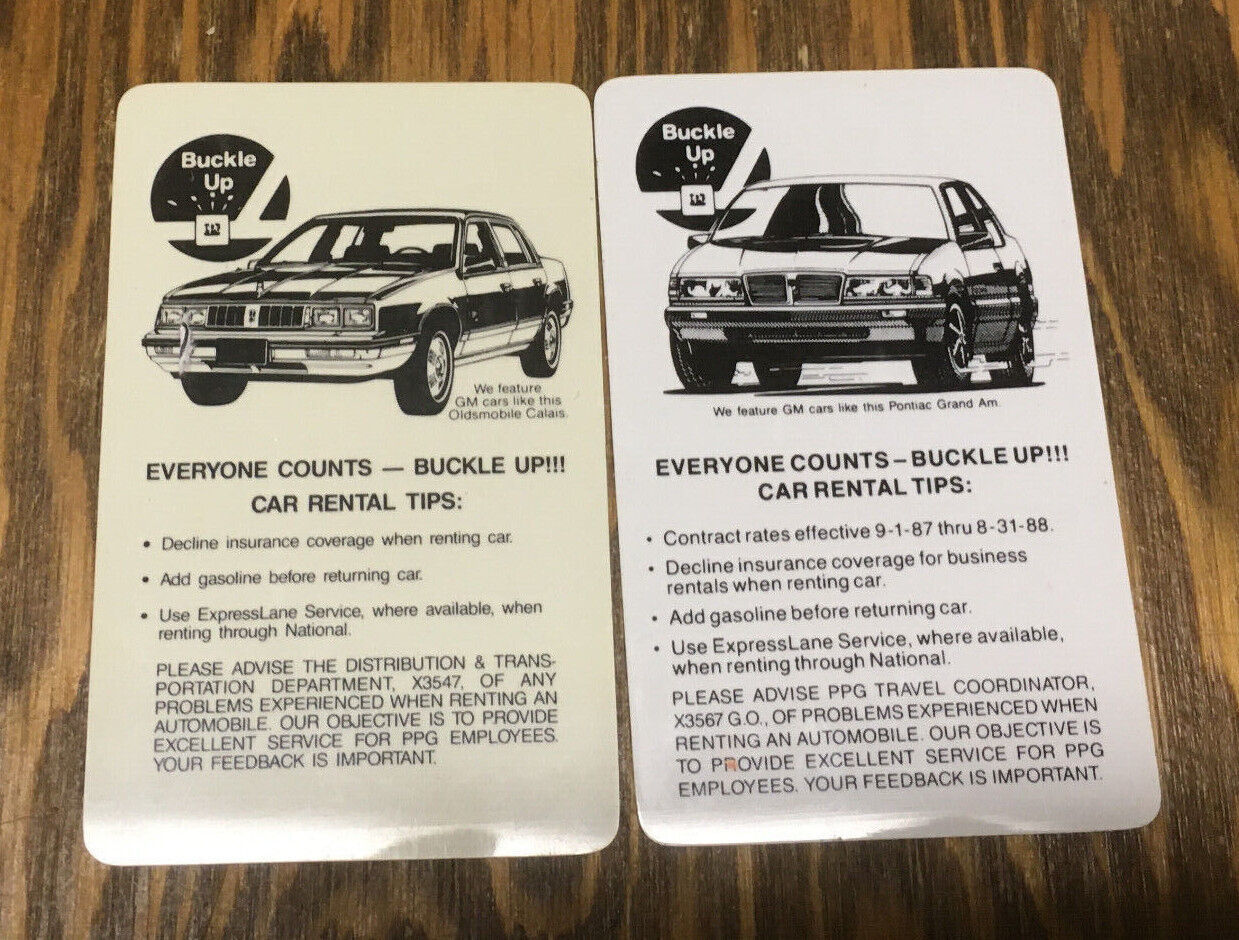 Buckle
Up
We feature
GM cars like this
Oldsmobile Calais.
EVERYONE COUNTS — BUCKLE UP!!!
CAR RENTAL TIPS:
• Decline insurance coverage when renting car.
• Add gasoline before returning car.
• Use ExpressLane Service, where available, when
renting through National.
PLEASE ADVISE THE DISTRIBUTION & TRANS-
PORTATION DEPARTMENT, X3547, OF ANY
PROBLEMS EXPERIENCED WHEN RENTING AN
AUTOMOBILE. OUR OBJECTIVE IS TO PROVIDE
EXCELLENT SERVICE FOR PPG EMPLOYEES.
YOUR FEEDBACK IS IMPORTANT.
Buckle
Up
We feature GM cars like this Pontiac Grand Am.
EVERYONE COUNTS – BUCKLE UP!!!
CAR RENTAL TIPS:
• Contract rates effective 9-1-87 thru 8-31-88.
• Decline insurance coverage for business
rentals when renting car.
• Add gasoline before returning car.
• Use ExpressLane Service, where available,
when renting through National.
PLEASE ADVISE PPG TRAVEL COORDINATOR,
X3567 G.O., OF PROBLEMS EXPERIENCED WHEN
RENTING AN AUTOMOBILE. OUR OBJECTIVE IS
TO PROVIDE EXCELLENT SERVICE FOR PPG
EMPLOYEES. YOUR FEEDBACK IS IMPORTANT.